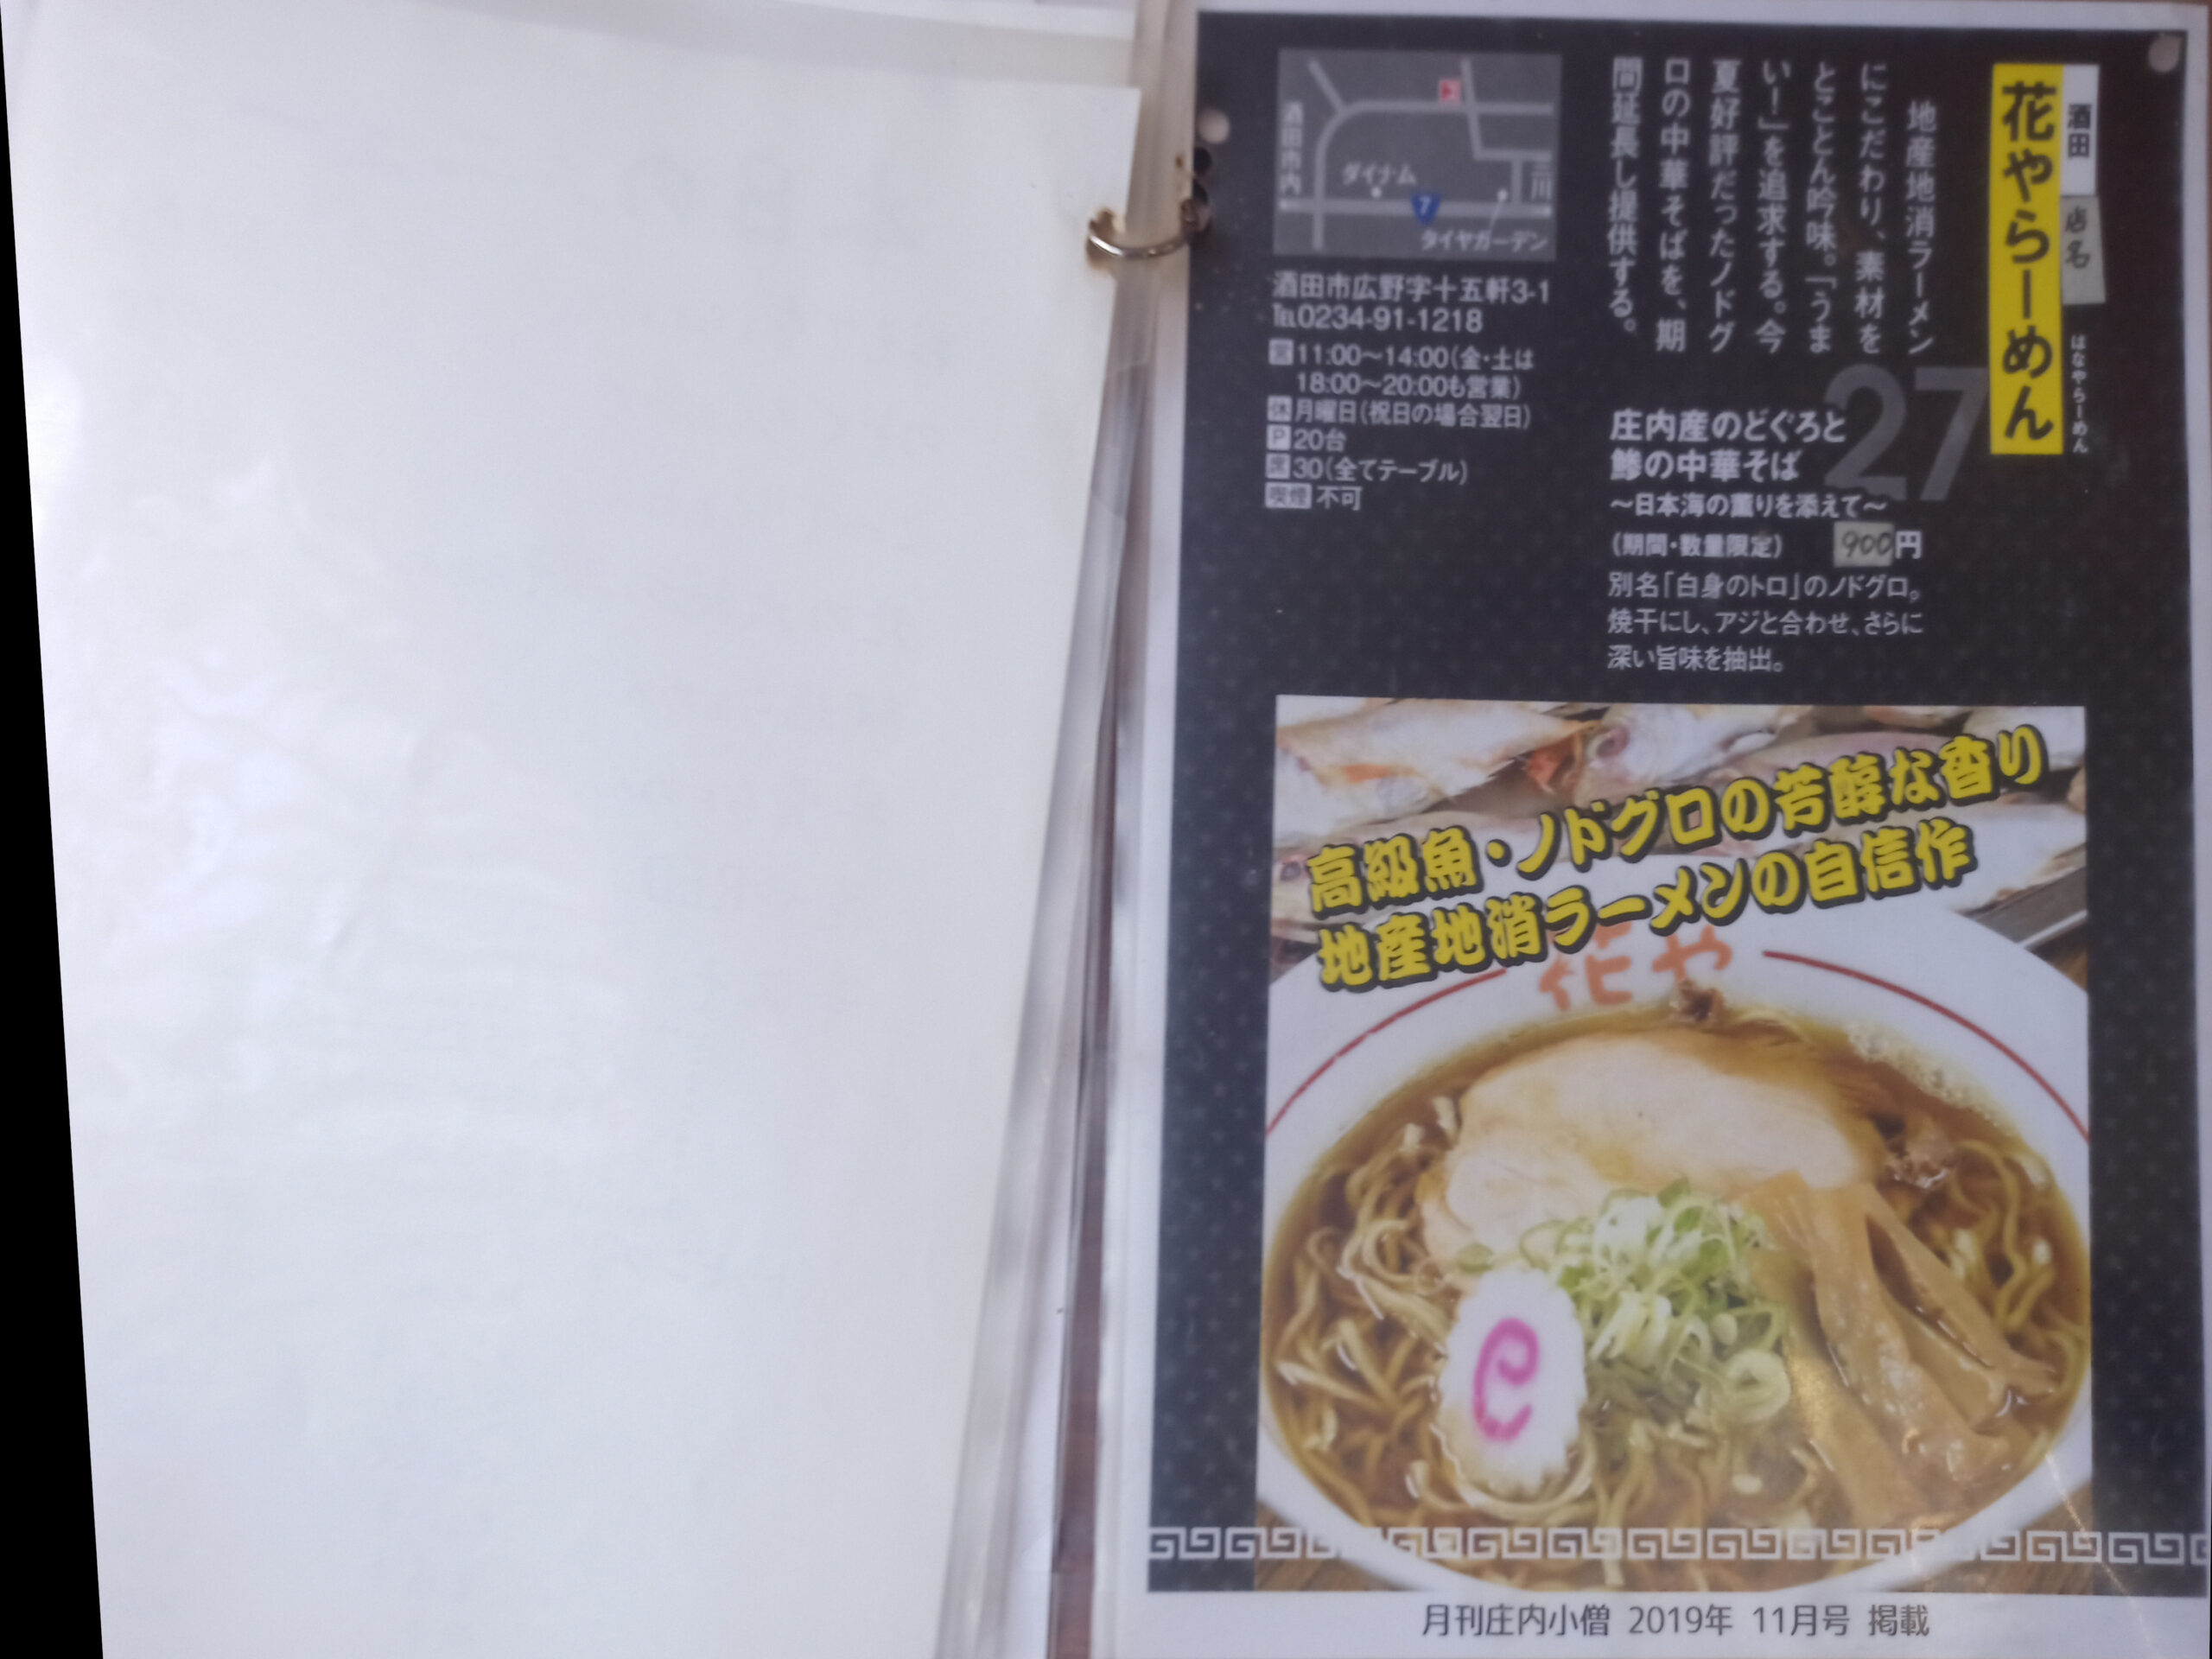 酒田
店名
花やらーめん
はなやらーめん
地産地消ラーメン
にこだわり、素材を
とことん吟味。「うま
い！」を追求する。今
夏好評だったノドグ
ロの中華そばを、期
間延長し提供する。
27
庄内産のどぐろと
鯵の中華そば
～日本海の薫りを添えて～
(期間・数量限定) 900円
別名「白身のトロ」のノドグロ。
焼干にし、アジと合わせ、さらに
深い旨味を抽出。
酒田市内
ダイナム
7
三川
タイヤガーデン
酒田市広野字十五軒3-1
℡0234-91-1218
営11:00～14:00(金・土は
18:00～20:00も営業)
休月曜日(祝日の場合翌日)
P20台
席30(全てテーブル)
喫煙 不可
高級魚・ノドグロの芳醇な香り
地産地消ラーメンの自信作
花や
月刊庄内小僧 2019年 11月号 掲載